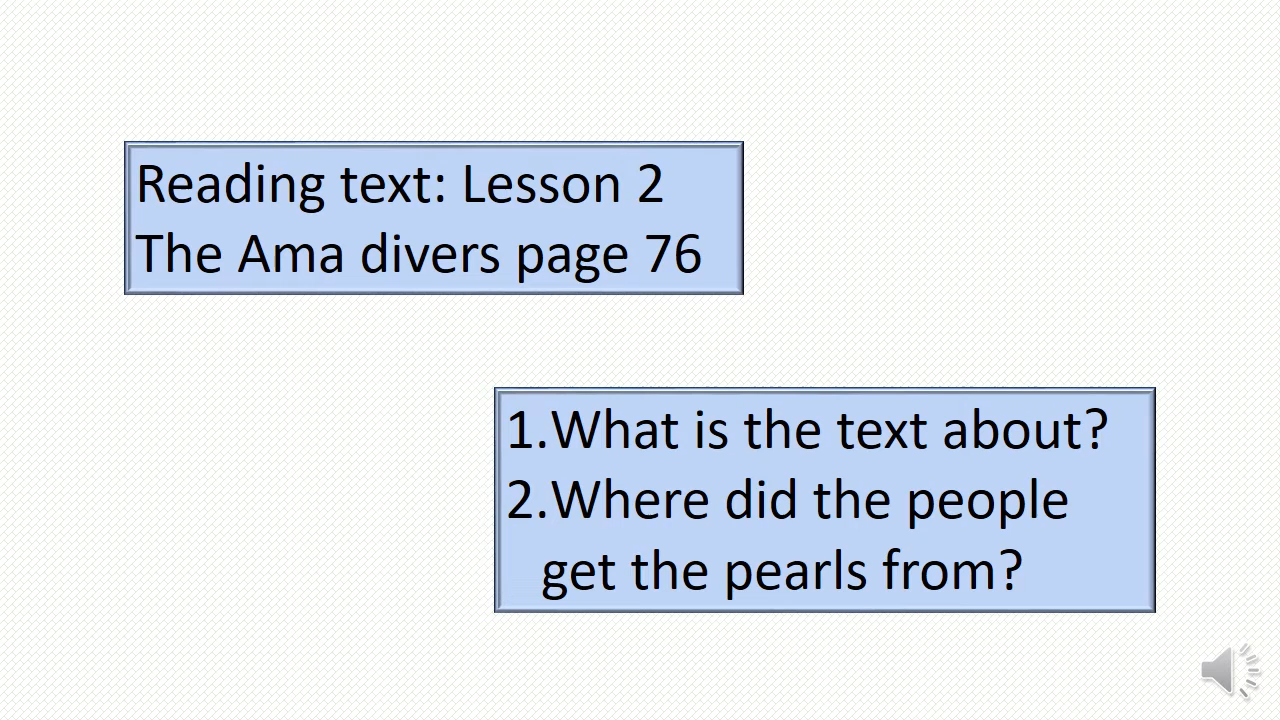 Reading text: Lesson 2
The Ama divers page 76
1.What is the text about?
2.Where did the people
get the pearls from?